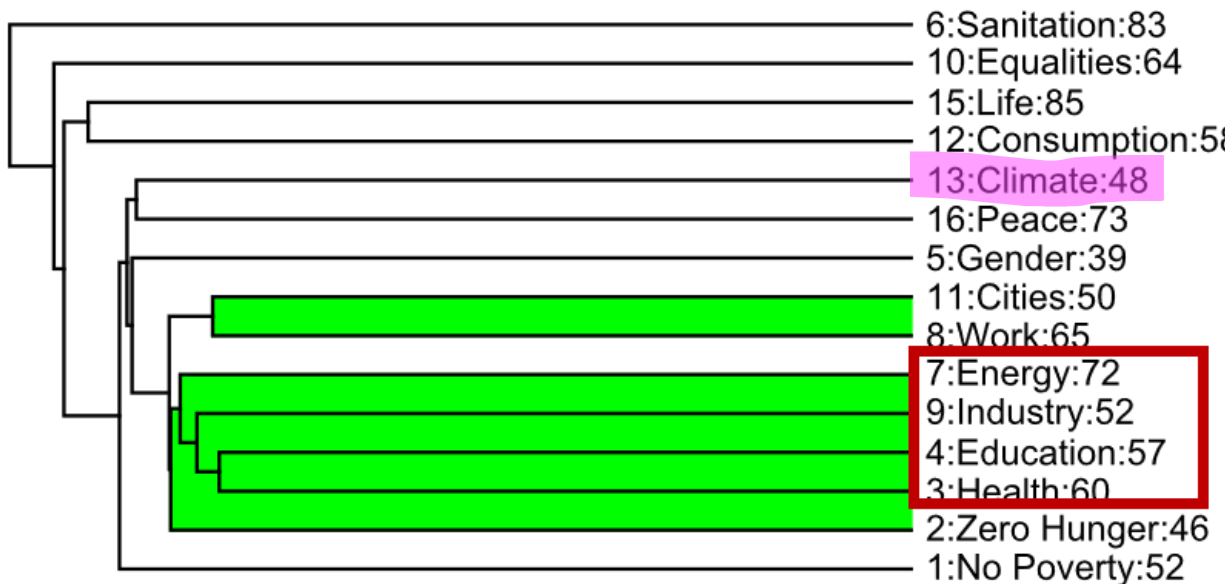 6:Sanitation:83
10:Equalities:64
15:Life:85
12:Consumption:58
13:Climate:48
16:Peace:73
5:Gender:39
11:Cities:50
8:Work:65
7:Energy:72
9:Industry:52
4:Education:57
3:Health:60
2:Zero Hunger:46
1:No Poverty:52